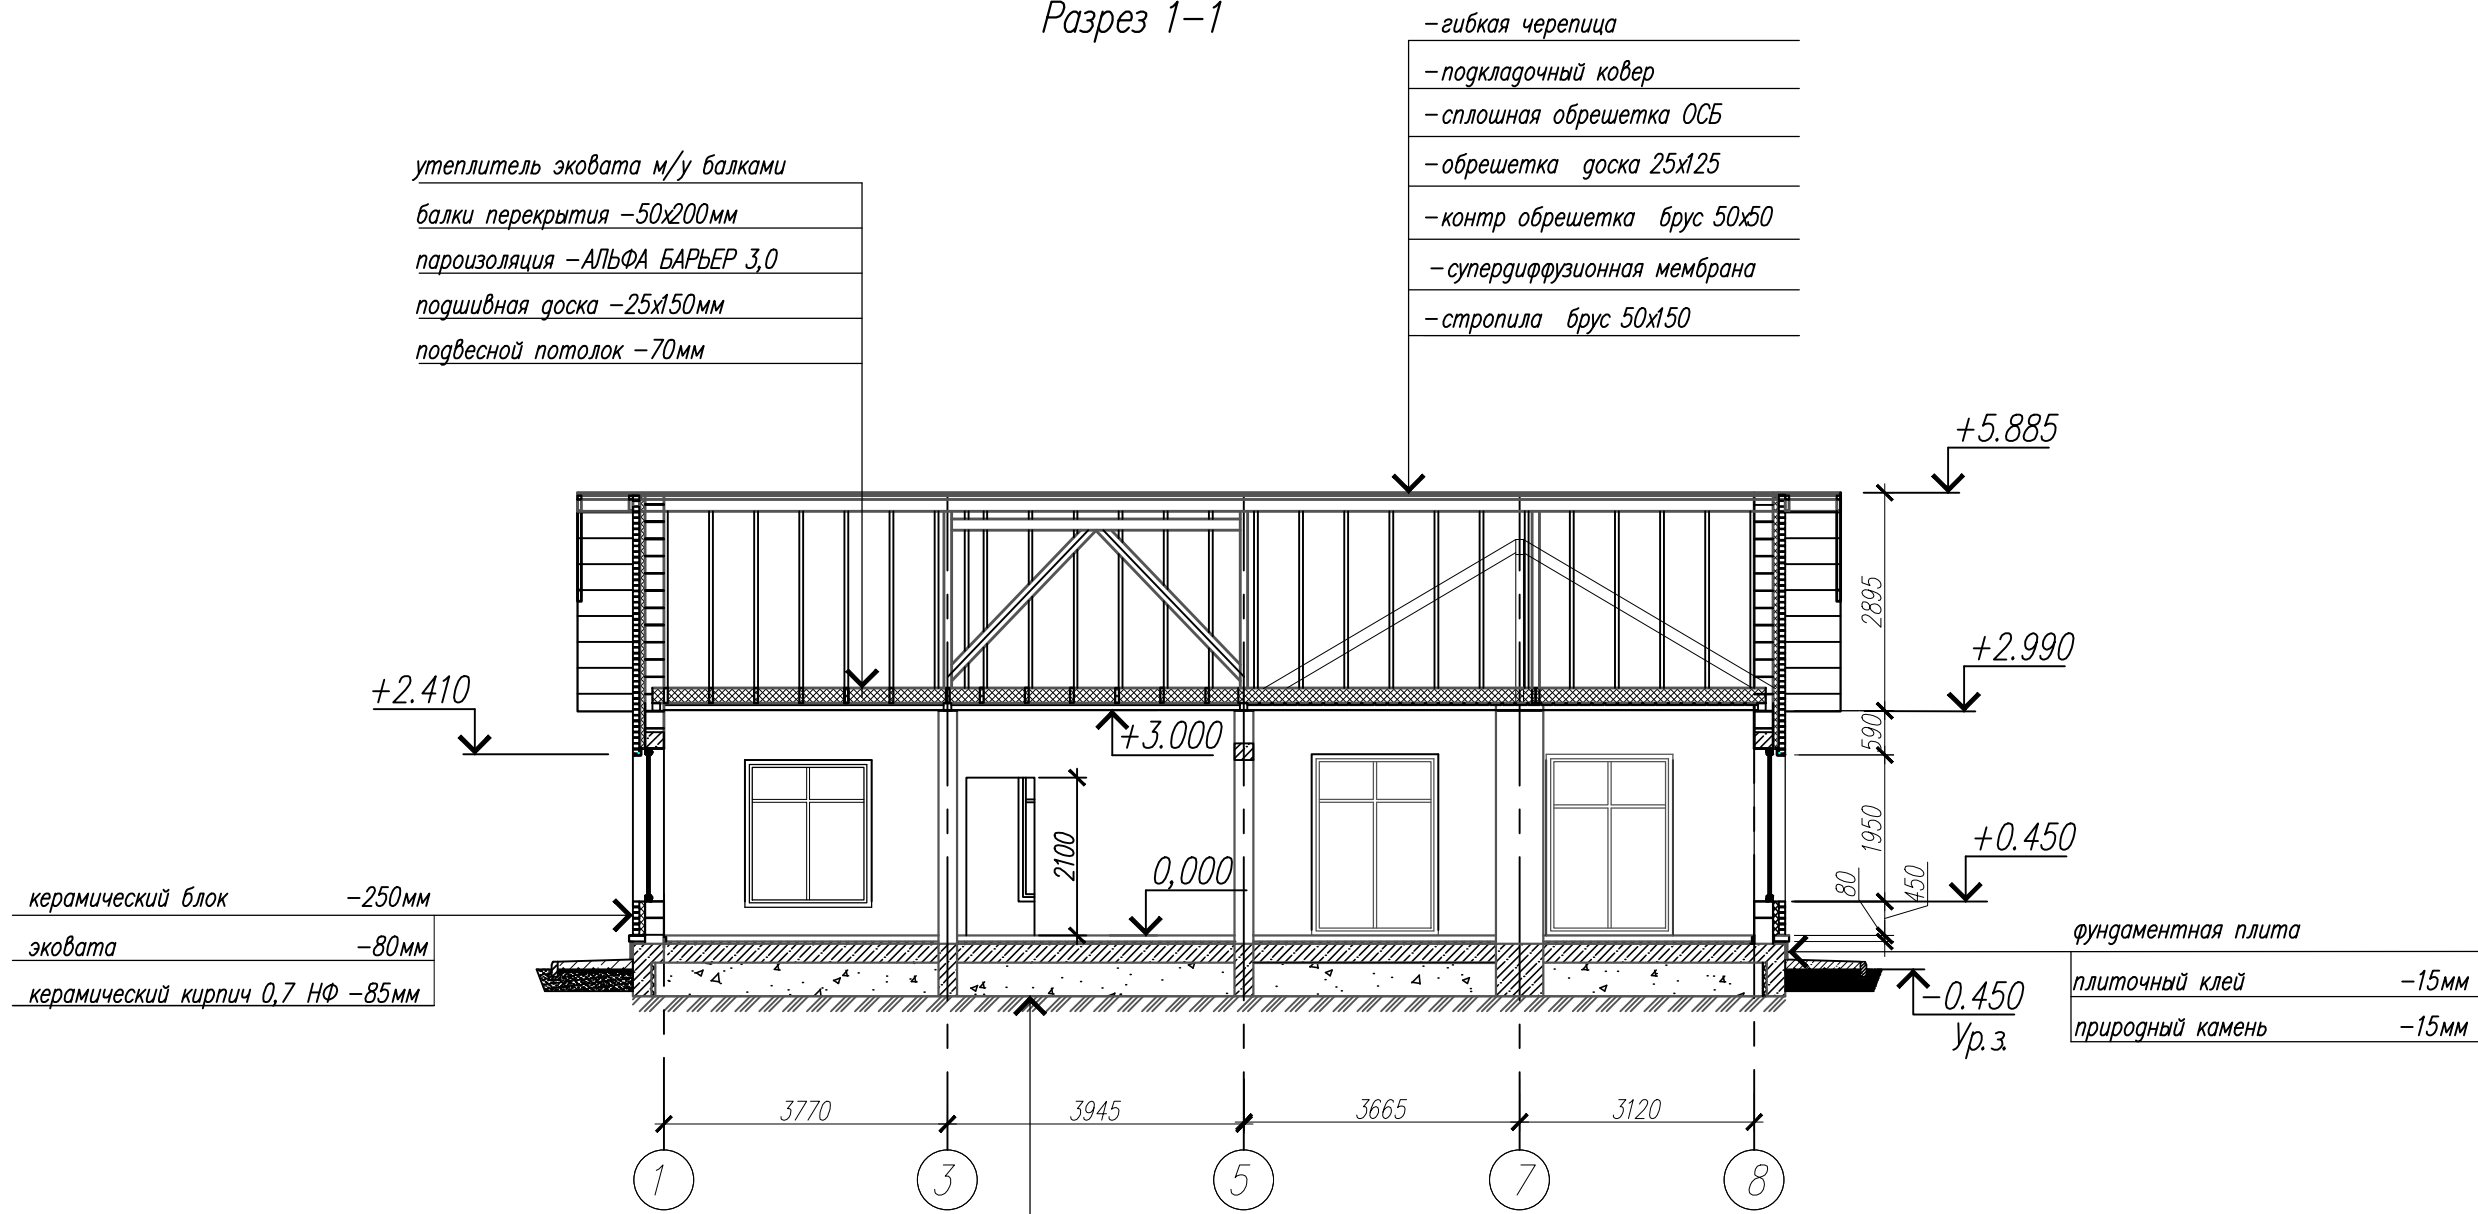 Разрез 1-1
-гибкая черепица
-подкладочный ковер
-сплошная обрешетка ОСБ
-обрешетка доска 25х125
-контр обрешетка брус 50х50
-супердиффузионная мембрана
-стропила брус 50х150
утеплитель эковата м/у балками
балки перекрытия -50х200мм
пароизоляция -АЛЬФА БАРЬЕР 3,0
подшивная доска -25х150мм
подвесной потолок -70мм
+5.885
2895
+2.990
+2.410
590
+3.000
1950
+0.450
2100
0,000
80
450
керамический блок -250мм
эковата -80мм
керамический кирпич 0,7 НФ -85мм
фундаментная плита
плиточный клей -15мм
природный камень -15мм
-0.450
Ур.з.
3770
3945
3665
3120
1
3
5
7
8